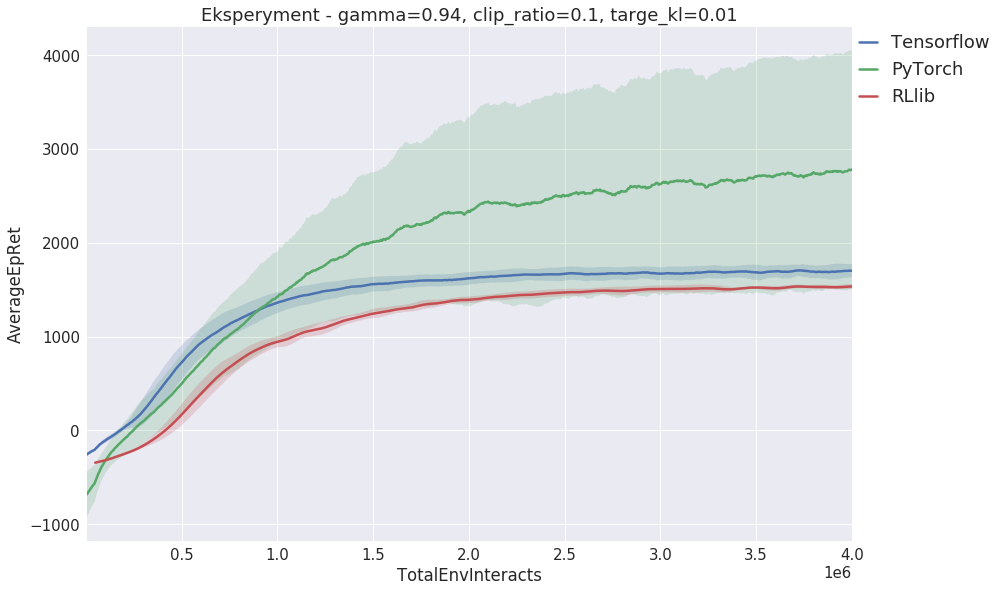 Eksperyment - gamma=0.94, clip_ratio=0.1, targe_kl=0.01
Tensorflow
PyTorch
RLlib
AverageEpRet
4000
3000
2000
1000
0
−1000
0.5 1.0 1.5 2.0 2.5 3.0 3.5 4.0
1e6
TotalEnvInteracts